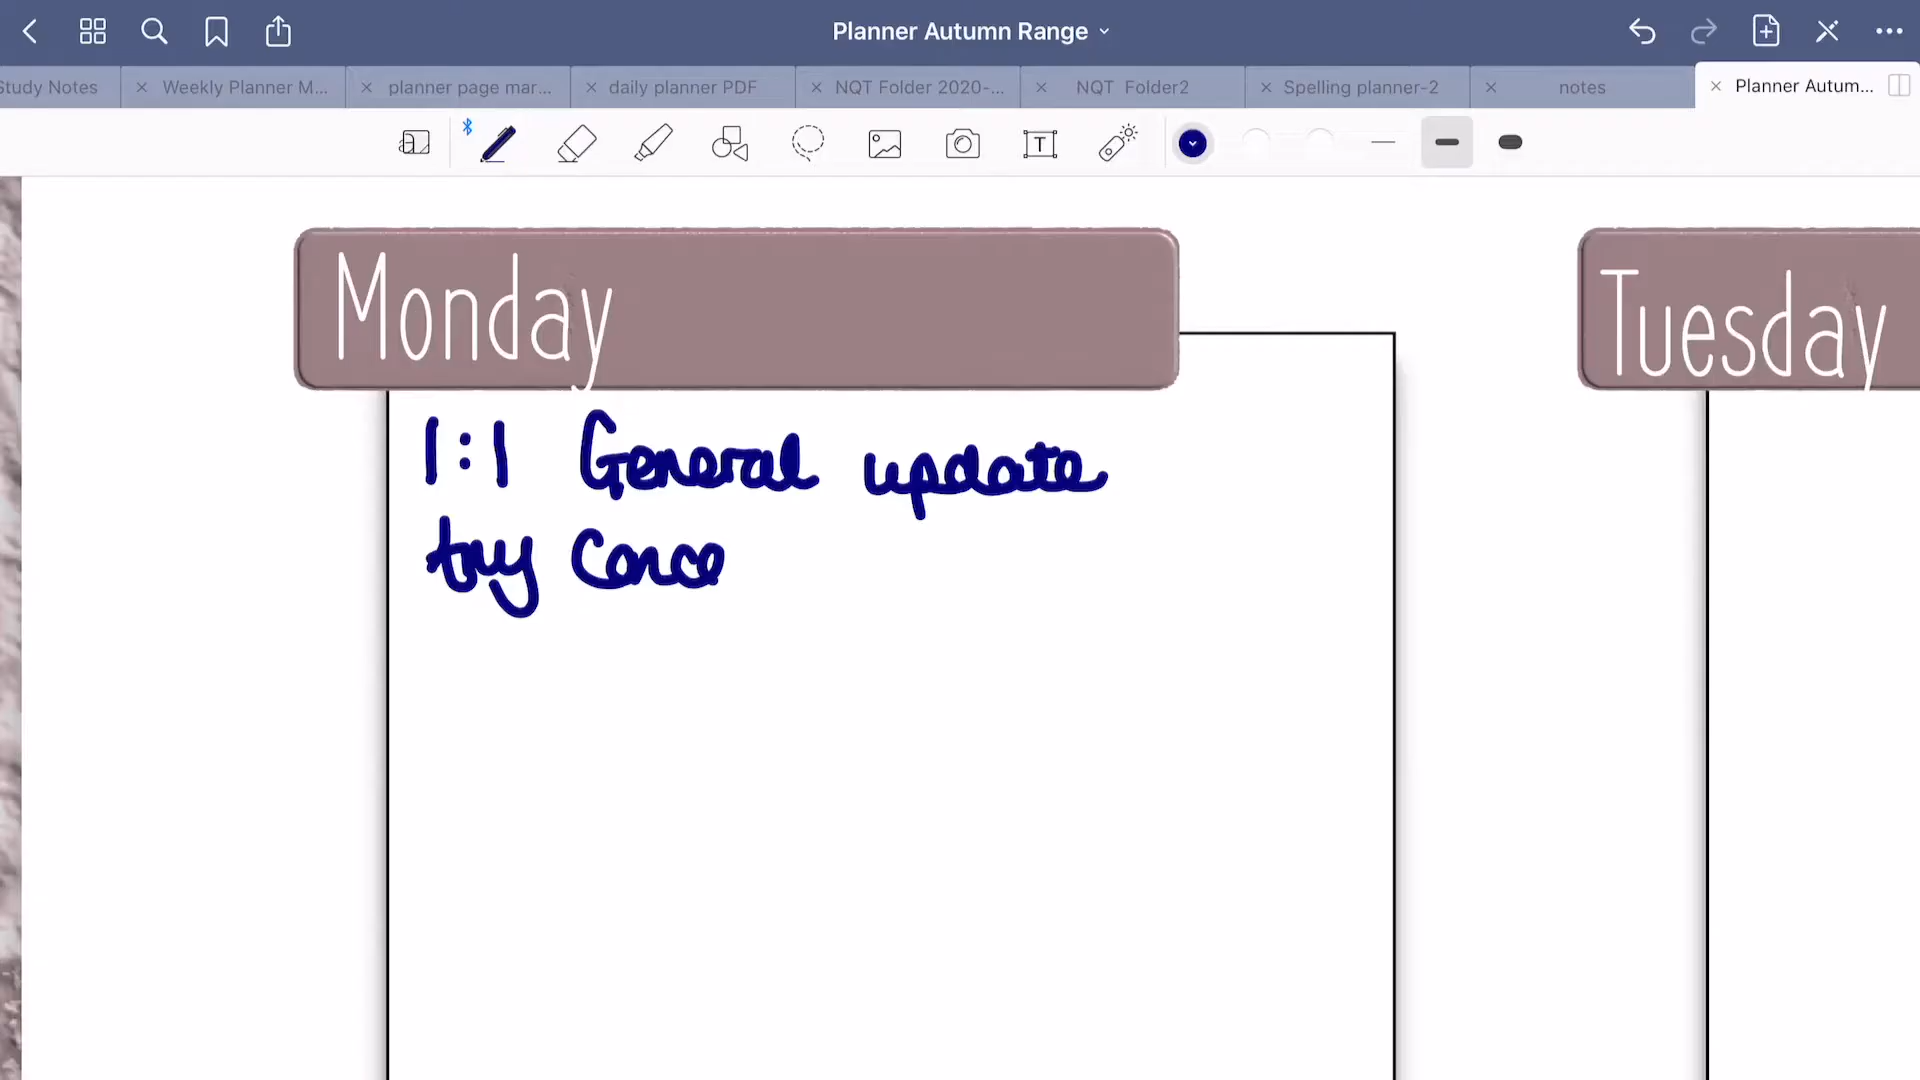 Planner Autumn Range
Study Notes
Weekly Planner M...
planner page mar...
daily planner PDF
NQT Folder 2020-...
NQT Folder2
Spelling planner-2
notes
Planner Autum...
Monday
Tuesday
1:1 General update
try Conce